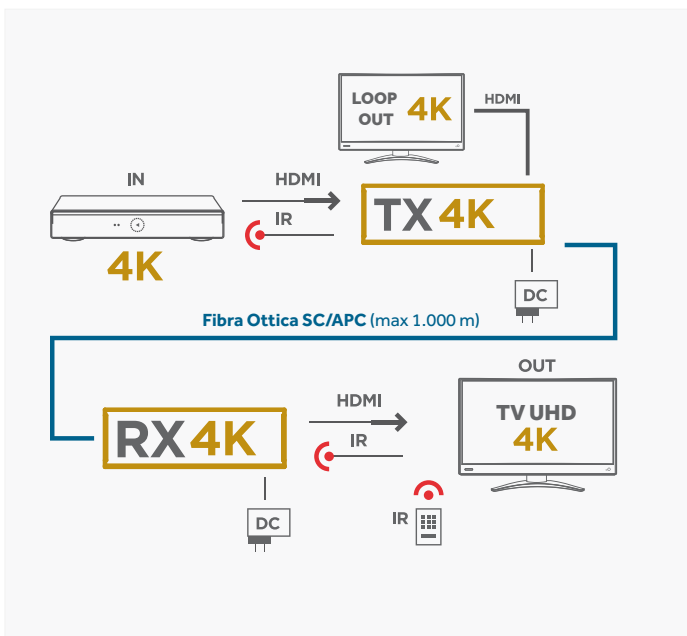 LOOP
OUT 4K
HDMI
IN
HDMI
IR
TX 4K
4K
DC
Fibra Ottica SC/APC (max 1.000 m)
OUT
HDMI
TV UHD
4K
RX 4K
IR
DC
IR